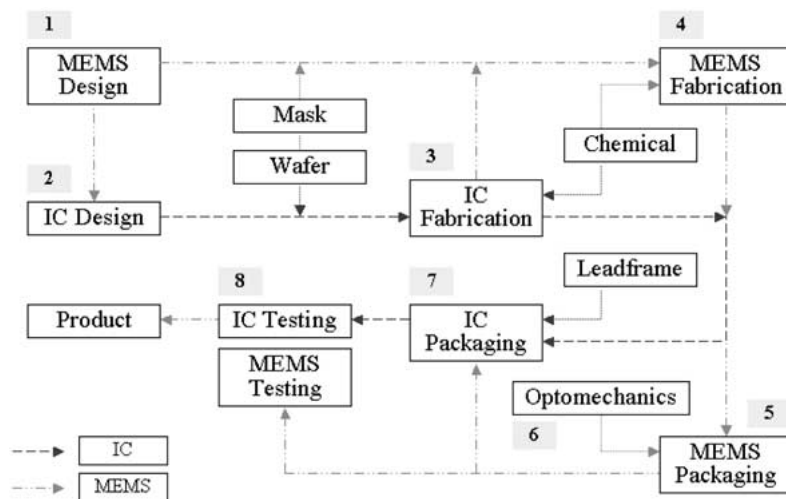 1
4
MEMS
Design
MEMS
Fabrication
Mask
Chemical
Wafer
3
2
IC Design
IC
Fabrication
Leadframe
8
7
Product
IC Testing
IC
Packaging
MEMS
Testing
Optomechanics
5
6
IC
MEMS
Packaging
MEMS